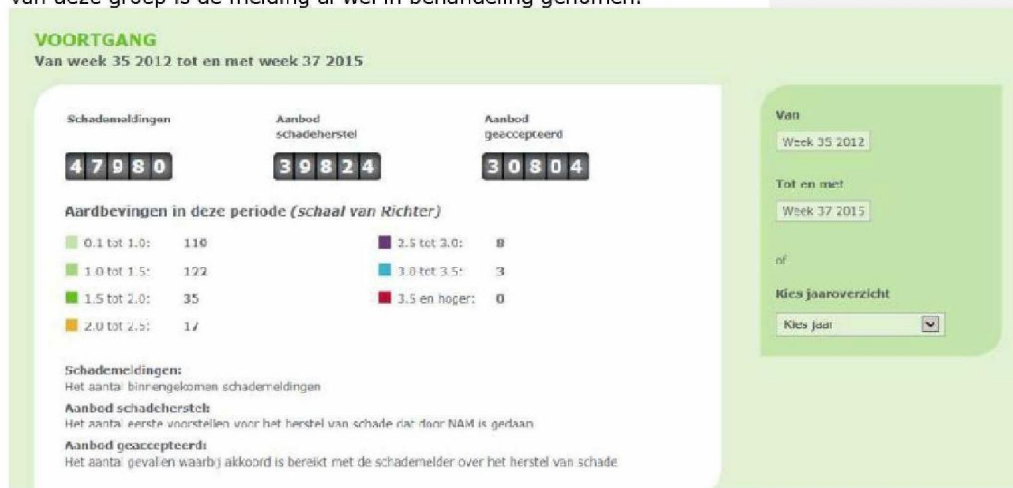 van deze groep is de melding al wel in behandeling genomen.
VOORTGANG
Van week 35 2012 tot en met week 37 2015
Schademeldingen
Aanbod
schadeherstel
Aanbod
geaccepteerd
47980
39824
30804
Aardbevingen in deze periode (schaal van Richter)
0.1 tot 1.0:
1.0 tot 1.5: 122
1.5 tot 2.0: 35
2.0 tot 2.5: 17
2.5 tot 3.0: 8
3.0 tot 3.5: 3
3.5 en hoger: 0
Schademeldingen:
Het aantal binnengekomen schademeldingen
Aanbod schadeherstel:
Het aantal eerste voorstellen voor het herstel van schade dat door NAM is gedaan
Aanbod geaccepteerd:
Het aantal gevallen waarbij akkoord is bereikt met de schademelder over het herstel van schade
Van
Week 35 2012
Tot en met
Week 37 2015
of
Kies jaaroverzicht
Kies jaar